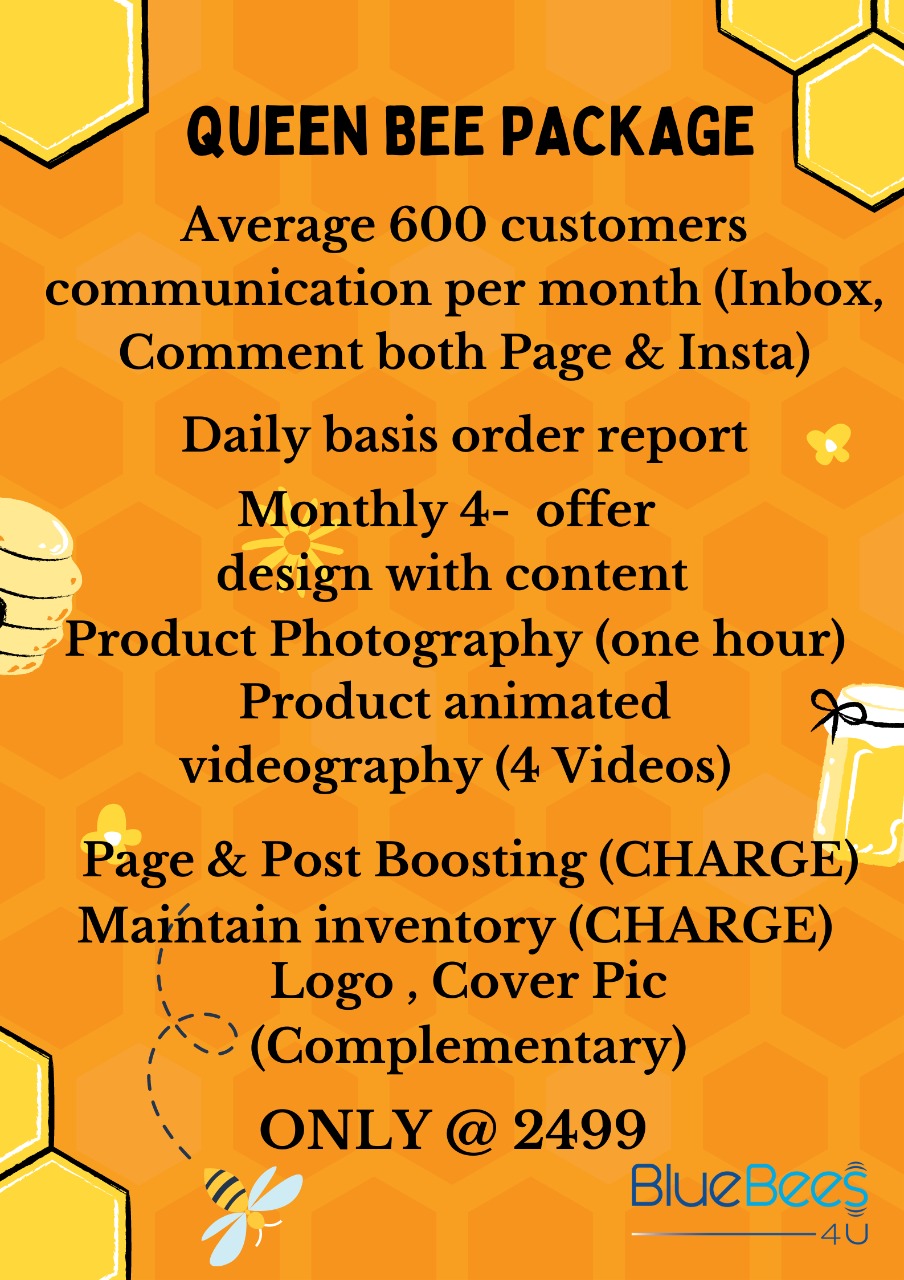 QUEEN BEE PACKAGE
Average 600 customers
communication per month (Inbox,
Comment both Page & Insta)
Daily basis order report
Monthly 4-  offer
design with content
Product Photography (one hour)
Product animated
videography (4 Videos)
Page & Post Boosting (CHARGE)
Maintain inventory (CHARGE)
Logo , Cover Pic
(Complementary)
ONLY @ 2499
BlueBees
4U